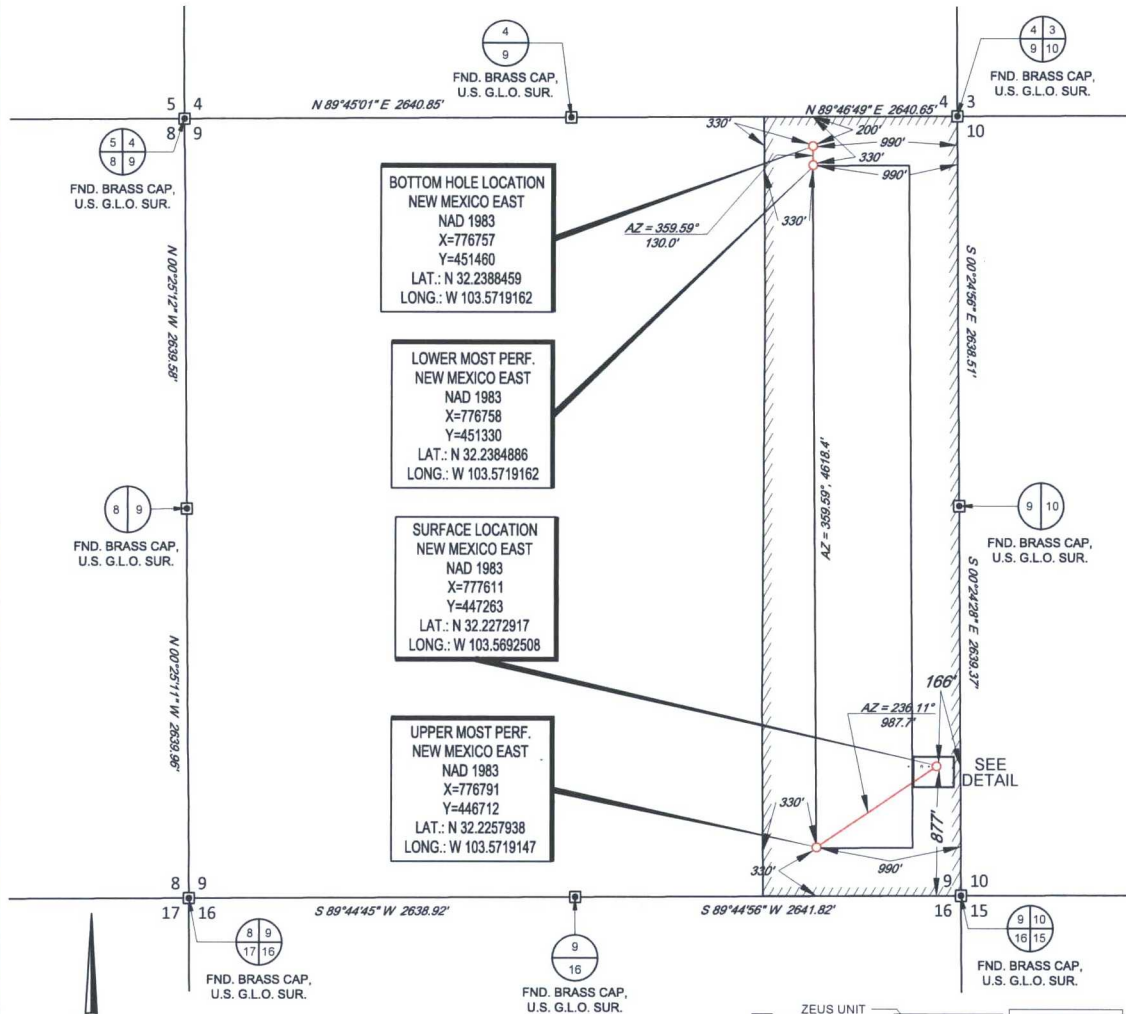 4
9
FND. BRASS CAP,
U.S. G.L.O. SUR.
4 3
9 10
FND. BRASS CAP,
U.S. G.L.O. SUR.
5 4
8 9
N 89°45'01" E 2640.85'
N 89°46'49" E 2640.65'
4 3
10
5 4
8 9
FND. BRASS CAP,
U.S. G.L.O. SUR.
330'
200'
990'
330'
990'
330'
AZ = 359.59°
130.0'
BOTTOM HOLE LOCATION
NEW MEXICO EAST
NAD 1983
X=776757
Y=451460
LAT.: N 32.2388459
LONG.: W 103.5719162
N 00°25'12" W 2639.58'
S 00°24'56" E 2638.51'
LOWER MOST PERF.
NEW MEXICO EAST
NAD 1983
X=776758
Y=451330
LAT.: N 32.2384886
LONG.: W 103.5719162
AZ = 359.59°, 4618.4'
8 9
FND. BRASS CAP,
U.S. G.L.O. SUR.
9 10
FND. BRASS CAP,
U.S. G.L.O. SUR.
SURFACE LOCATION
NEW MEXICO EAST
NAD 1983
X=777611
Y=447263
LAT.: N 32.2272917
LONG.: W 103.5692508
N 00°25'11" W 2639.96'
S 00°24'28" E 2639.37'
166'
AZ = 236.11°
987.7'
SEE
DETAIL
UPPER MOST PERF.
NEW MEXICO EAST
NAD 1983
X=776791
Y=446712
LAT.: N 32.2257938
LONG.: W 103.5719147
330'
877'
330'
990'
8 9
17 16
S 89°44'45" W 2638.92'
S 89°44'56" W 2641.82'
9 10
16 15
8 9
17 16
FND. BRASS CAP,
U.S. G.L.O. SUR.
9
16
FND. BRASS CAP,
U.S. G.L.O. SUR.
9 10
16 15
FND. BRASS CAP,
U.S. G.L.O. SUR.
ZEUS UNIT